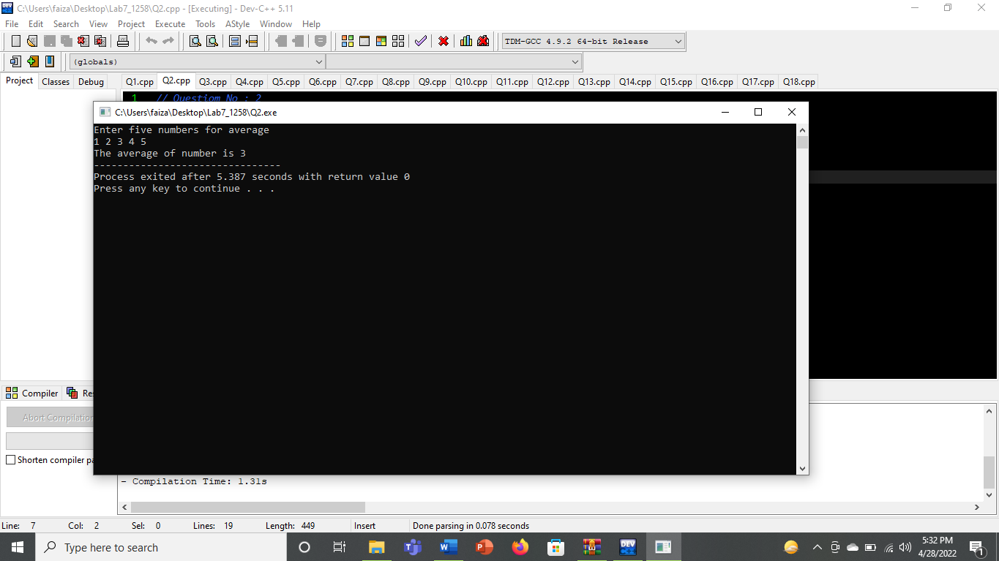 C:\Users\faiza\Desktop\Lab7_1258\Q2.cpp - [Executing] - Dev-C++ 5.11
File Edit Search View Project Execute Tools AStyle Window Help
TDM-GCC 4.9.2 64-bit Release
(globals)
Project Classes Debug Q1.cpp Q2.cpp Q3.cpp Q4.cpp Q5.cpp Q6.cpp Q7.cpp Q8.cpp Q9.cpp Q10.cpp Q11.cpp Q12.cpp Q13.cpp Q14.cpp Q15.cpp Q16.cpp Q17.cpp Q18.cpp
1 // Questiom No : 2
C:\Users\faiza\Desktop\Lab7_1258\Q2.exe
Enter five numbers for average
1 2 3 4 5
The average of number is 3
--------------------------------
Process exited after 5.387 seconds with return value 0
Press any key to continue . . .
Compiler Res
Abort Compilation
Shorten compiler pa
- Compilation Time: 1.31s
Line: 7 Col: 2 Sel: 0 Lines: 19 Length: 449 Insert Done parsing in 0.078 seconds
Type here to search
5:32 PM
4/28/2022
1